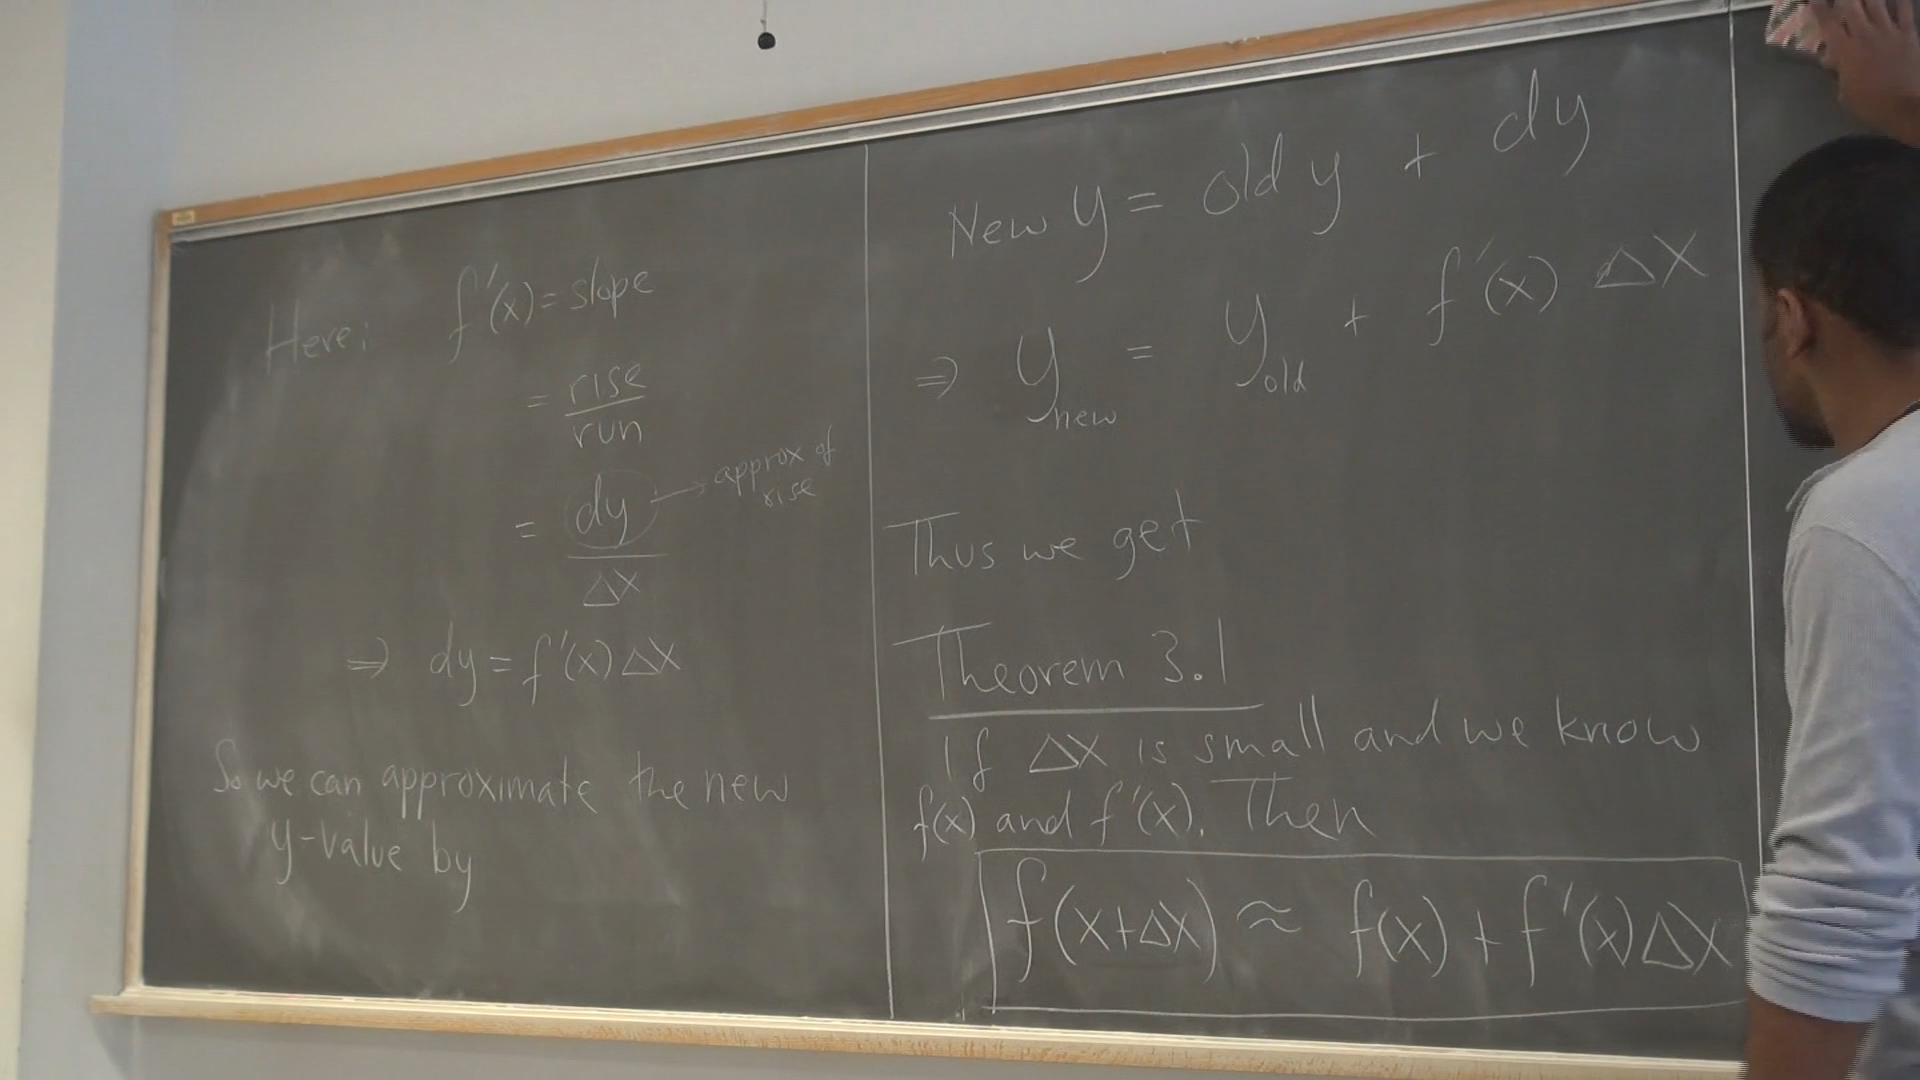 Here: f'(x) = slope
= rise/run
= dy/Δx → approx of rise
⇒ dy = f'(x) Δx
So we can approximate the new
y-value by
New y = old y + dy
⇒ y_new = y_old + f'(x) Δx
Thus we get
Theorem 3.1
If Δx is small and we know
f(x) and f'(x). Then
f(x+Δx) ≈ f(x) + f'(x)Δx